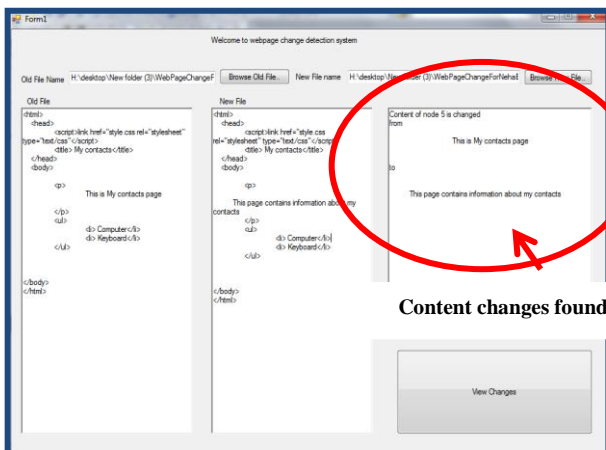 Form1
Welcome to webpage change detection system
Old File Name H:\desktop\New folder (3)\WebPageChangeF Browse Old File.. New File name H:\desktop\New folder (3)\WebPageChangeForNehaE Browse New File..
Old File
<html>
<head>
<script>link href="style.css rel="stylesheet"
type="text/css"</script>
<title> My contacts</title>
</head>
<body>
<p>
This is My contacts page
</p>
<ul>
<li> Computer</li>
<li> Keyboard</li>
</ul>
</body>
</html>
New File
<html>
<head>
<script>link href="style.css
rel="stylesheet" type="text/css"</script>
<title> My contacts</title>
</head>
<body>
<p>
This page contains information about my
contacts
</p>
<ul>
<li> Computer</li>
<li> Keyboard</li>
</ul>
</body>
</html>
Content of node 5 is changed
from
This is My contacts page
to
This page contains information about my contacts
Content changes found
View Changes